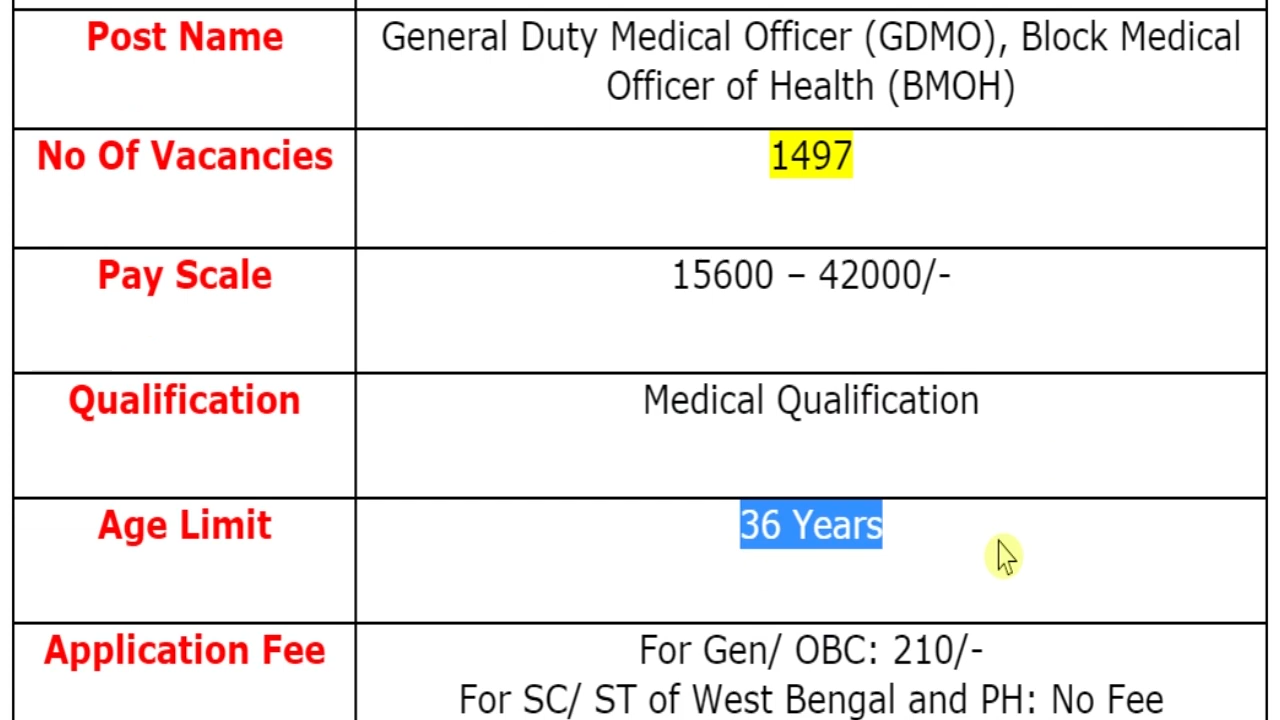 Post Name
General Duty Medical Officer (GDMO), Block Medical
Officer of Health (BMOH)
No Of Vacancies
1497
Pay Scale
15600 – 42000/-
Qualification
Medical Qualification
Age Limit
36 Years
Application Fee
For Gen/ OBC: 210/-
For SC/ ST of West Bengal and PH: No Fee